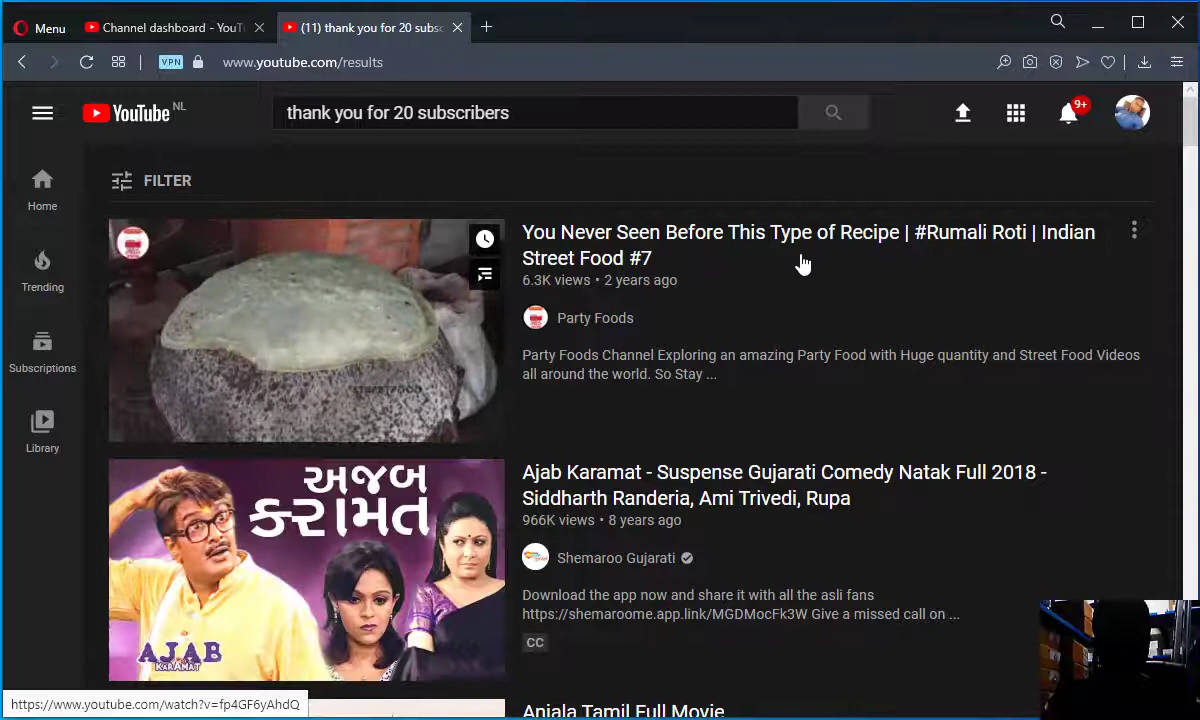 Menu
Channel dashboard - YouT
(11) thank you for 20 subsc
VPN
www.youtube.com/results
YouTube NL
thank you for 20 subscribers
9+
Home
Trending
Subscriptions
Library
FILTER
You Never Seen Before This Type of Recipe | #Rumali Roti | Indian
Street Food #7
6.3K views • 2 years ago
Party Foods
Party Foods Channel Exploring an amazing Party Food with Huge quantity and Street Food Videos
all around the world. So Stay ...
STREETFOOD
અજબ
કરામત
AJAB
KARAMAT
Ajab Karamat - Suspense Gujarati Comedy Natak Full 2018 -
Siddharth Randeria, Ami Trivedi, Rupa
966K views • 8 years ago
Shemaroo Gujarati
Download the app now and share it with all the asli fans
https://shemaroome.app.link/MGDMocFk3W Give a missed call on ...
CC
Anjala Tamil Full Movie
https://www.youtube.com/watch?v=fp4GF6yAhdQ